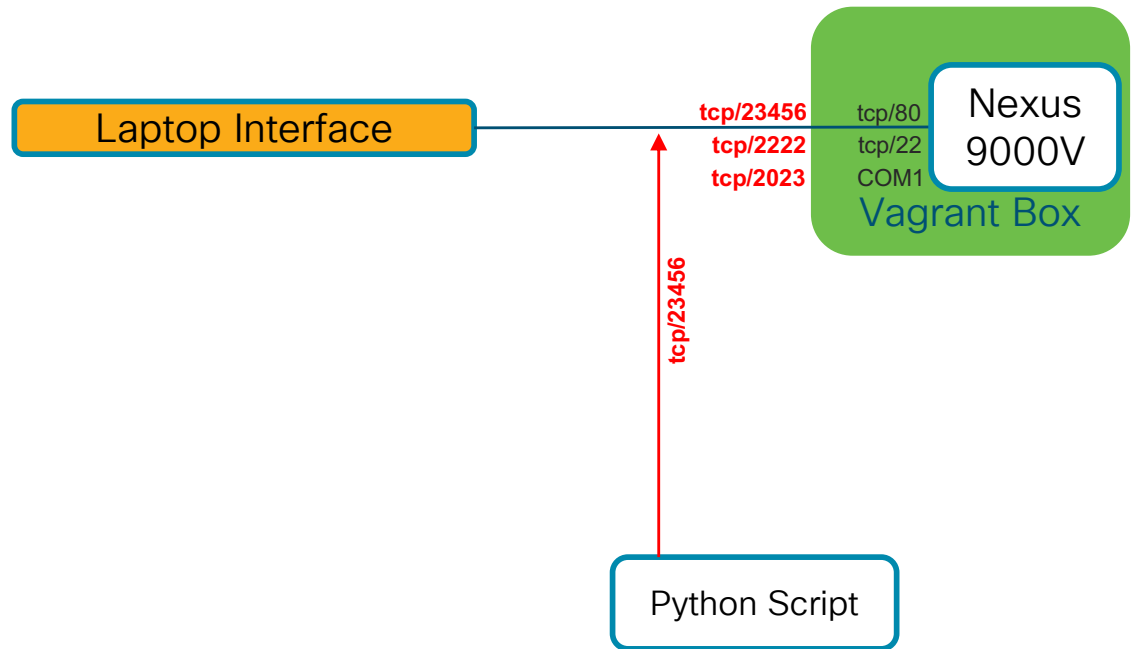 Laptop Interface
tcp/23456
tcp/2222
tcp/2023
tcp/80
tcp/22
COM1
Nexus
9000V
Vagrant Box
tcp/23456
Python Script